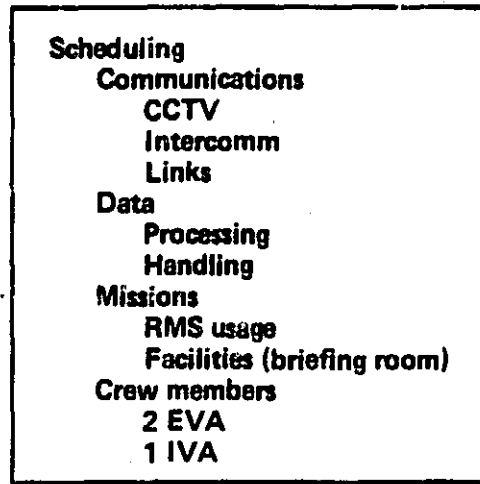 Scheduling
Communications
CCTV
Intercomm
Links
Data
Processing
Handling
Missions
RMS usage
Facilities (briefing room)
Crew members
2 EVA
1 IVA